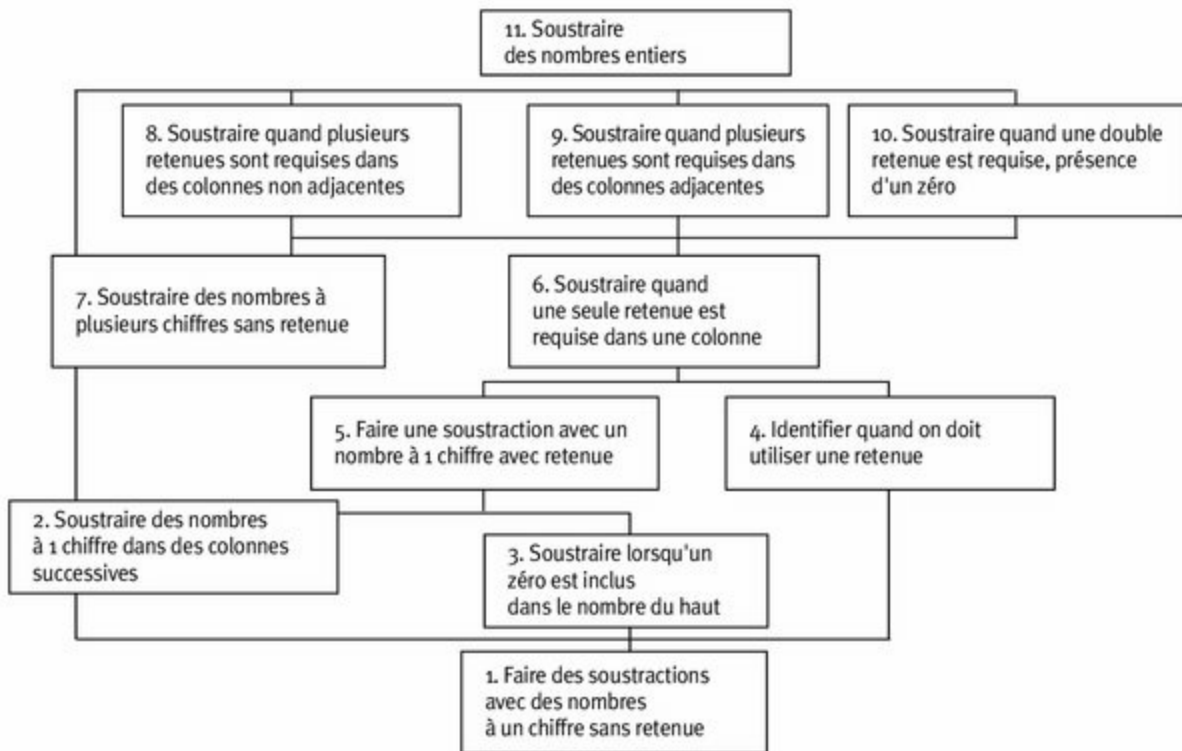 11. Soustraire
des nombres entiers
8. Soustraire quand plusieurs
retenues sont requises dans
des colonnes non adjacentes
9. Soustraire quand plusieurs
retenues sont requises dans
des colonnes adjacentes
10. Soustraire quand une double
retenue est requise, présence
d'un zéro
7. Soustraire des nombres à
plusieurs chiffres sans retenue
6. Soustraire quand
une seule retenue est
requise dans une colonne
5. Faire une soustraction avec un
nombre à 1 chiffre avec retenue
4. Identifier quand on doit
utiliser une retenue
2. Soustraire des nombres
à 1 chiffre dans des colonnes
successives
3. Soustraire lorsqu'un
zéro est inclus
dans le nombre du haut
1. Faire des soustractions
avec des nombres
à un chiffre sans retenue